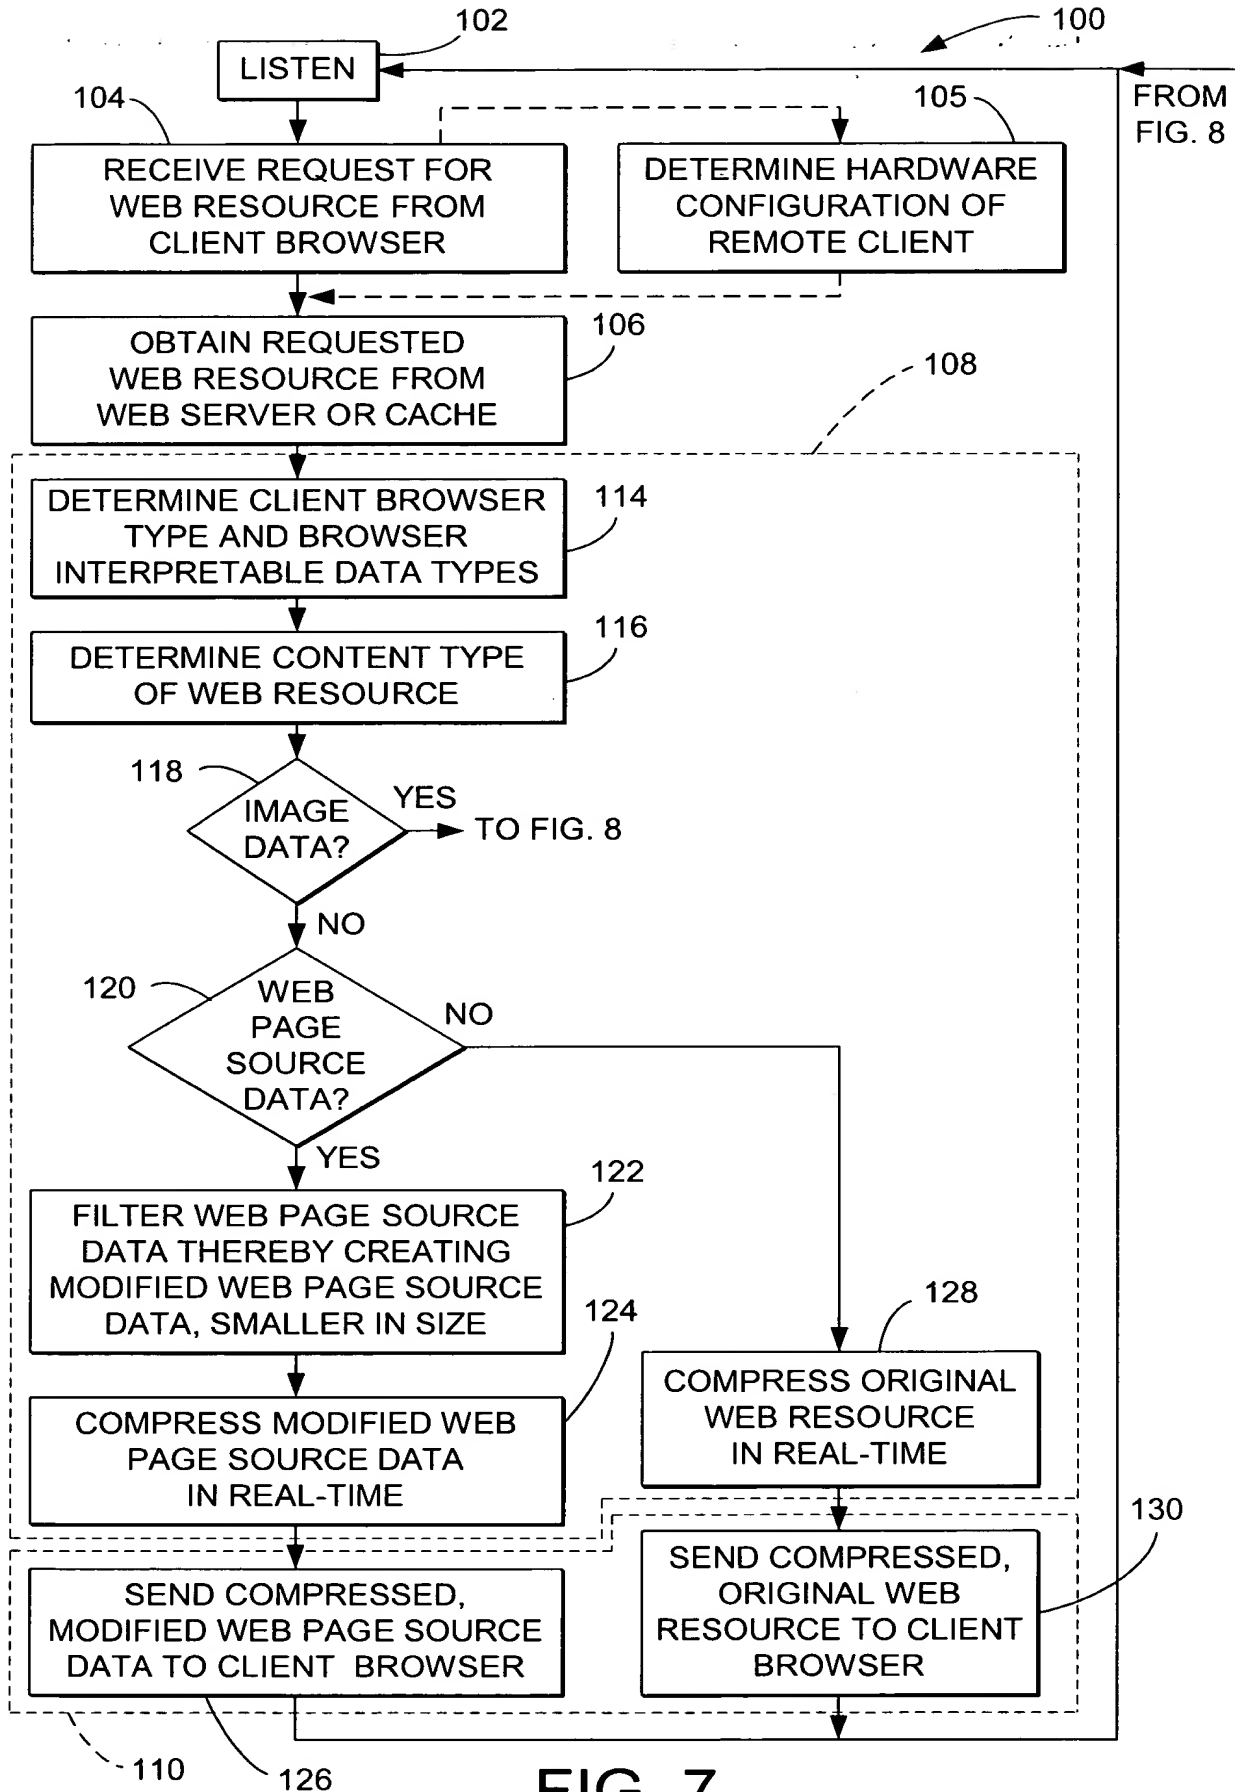 102
100
LISTEN
104
105
FROM
FIG. 8
RECEIVE REQUEST FOR
WEB RESOURCE FROM
CLIENT BROWSER
DETERMINE HARDWARE
CONFIGURATION OF
REMOTE CLIENT
106
OBTAIN REQUESTED
WEB RESOURCE FROM
WEB SERVER OR CACHE
108
DETERMINE CLIENT BROWSER
TYPE AND BROWSER
INTERPRETABLE DATA TYPES
114
116
DETERMINE CONTENT TYPE
OF WEB RESOURCE
118
IMAGE
DATA?
YES
TO FIG. 8
NO
120
WEB
PAGE
SOURCE
DATA?
NO
YES
122
FILTER WEB PAGE SOURCE
DATA THEREBY CREATING
MODIFIED WEB PAGE SOURCE
DATA, SMALLER IN SIZE
124
128
COMPRESS ORIGINAL
WEB RESOURCE
IN REAL-TIME
COMPRESS MODIFIED WEB
PAGE SOURCE DATA
IN REAL-TIME
130
SEND COMPRESSED,
ORIGINAL WEB
RESOURCE TO CLIENT
BROWSER
SEND COMPRESSED,
MODIFIED WEB PAGE SOURCE
DATA TO CLIENT BROWSER
110
126
FIG. 7